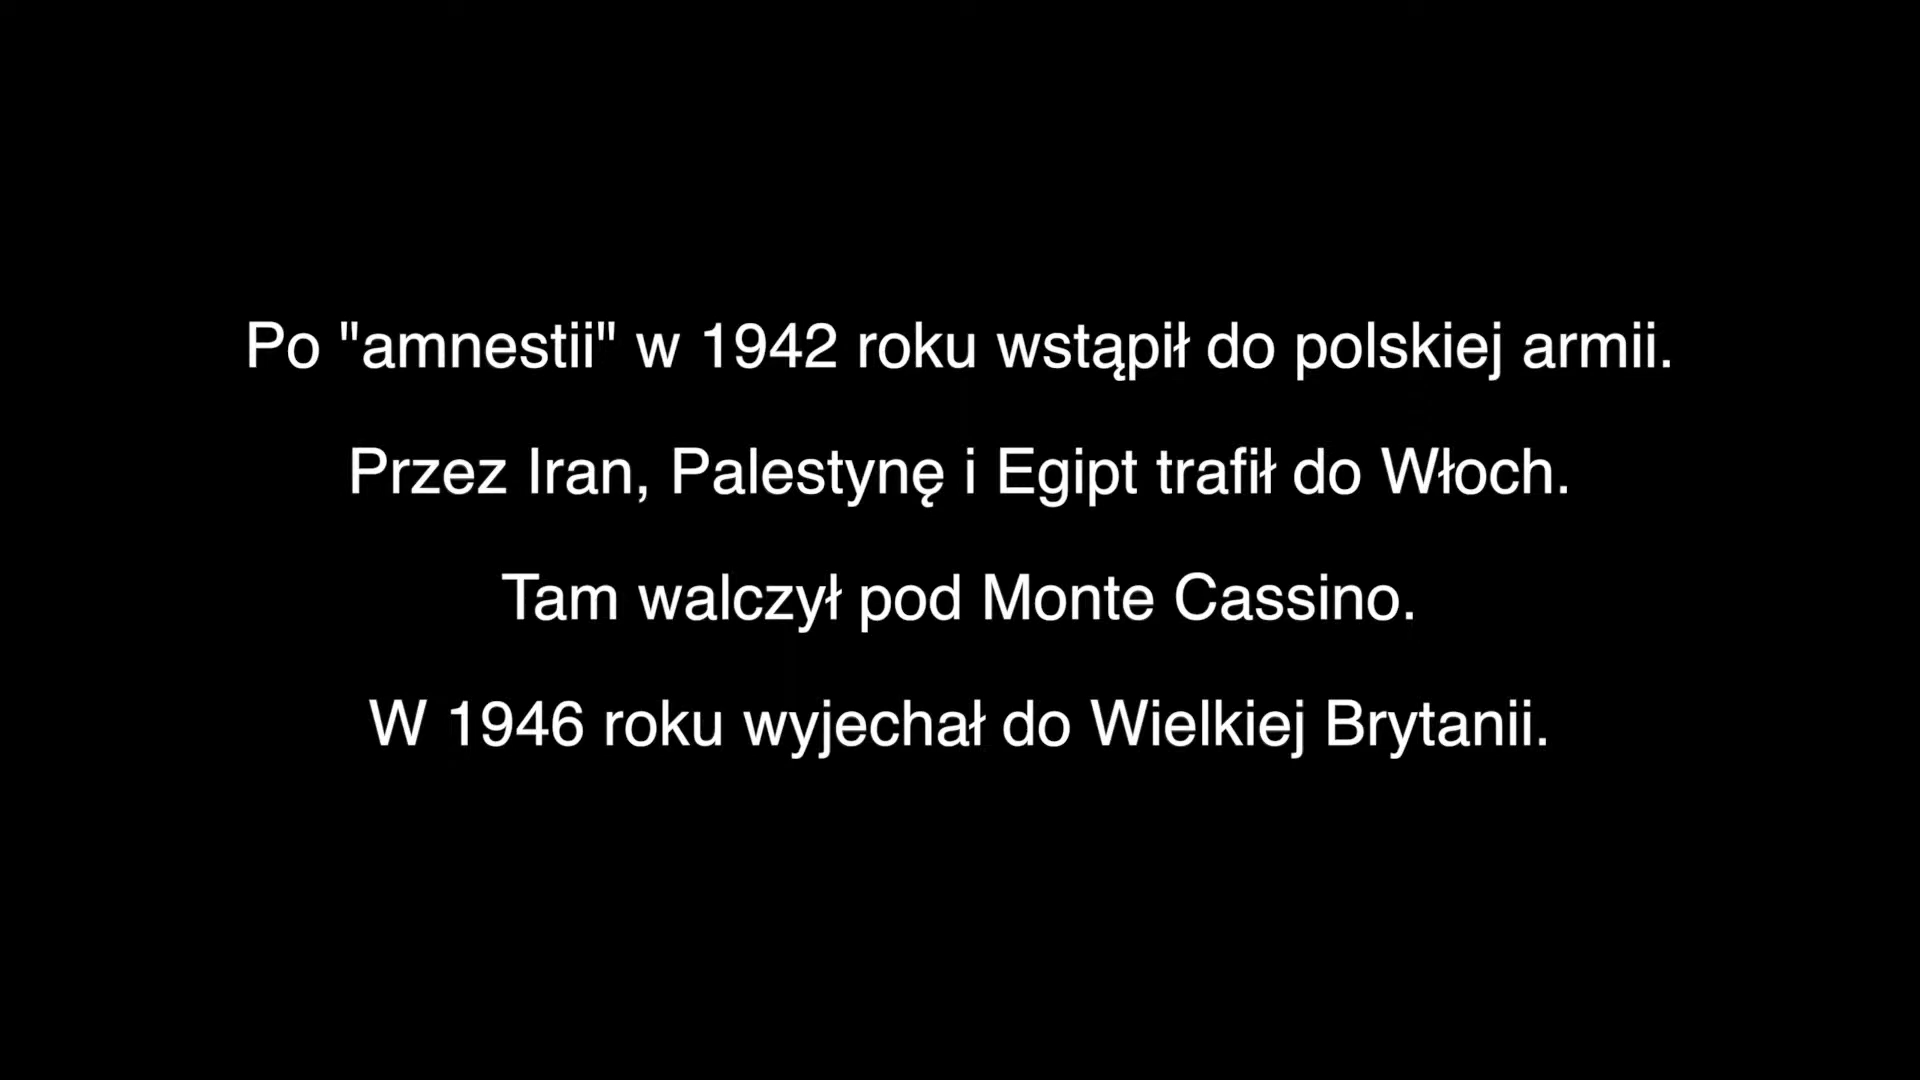 Po "amnestii" w 1942 roku wstąpił do polskiej armii.
Przez Iran, Palestynę i Egipt trafił do Włoch.
Tam walczył pod Monte Cassino.
W 1946 roku wyjechał do Wielkiej Brytanii.